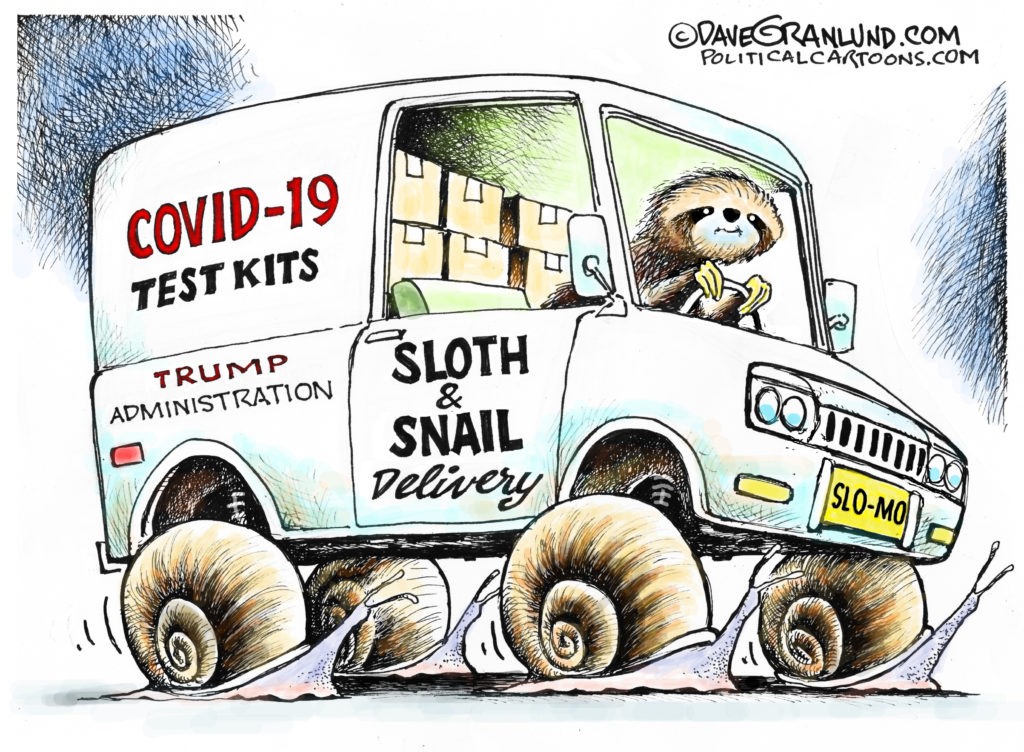 ©DAVEGRANLUND.COM
POLITICALCARTOONS.COM
COVID-19
TEST KITS
TRUMP
ADMINISTRATION
SLOTH
&
SNAIL
Delivery
SLO-MO